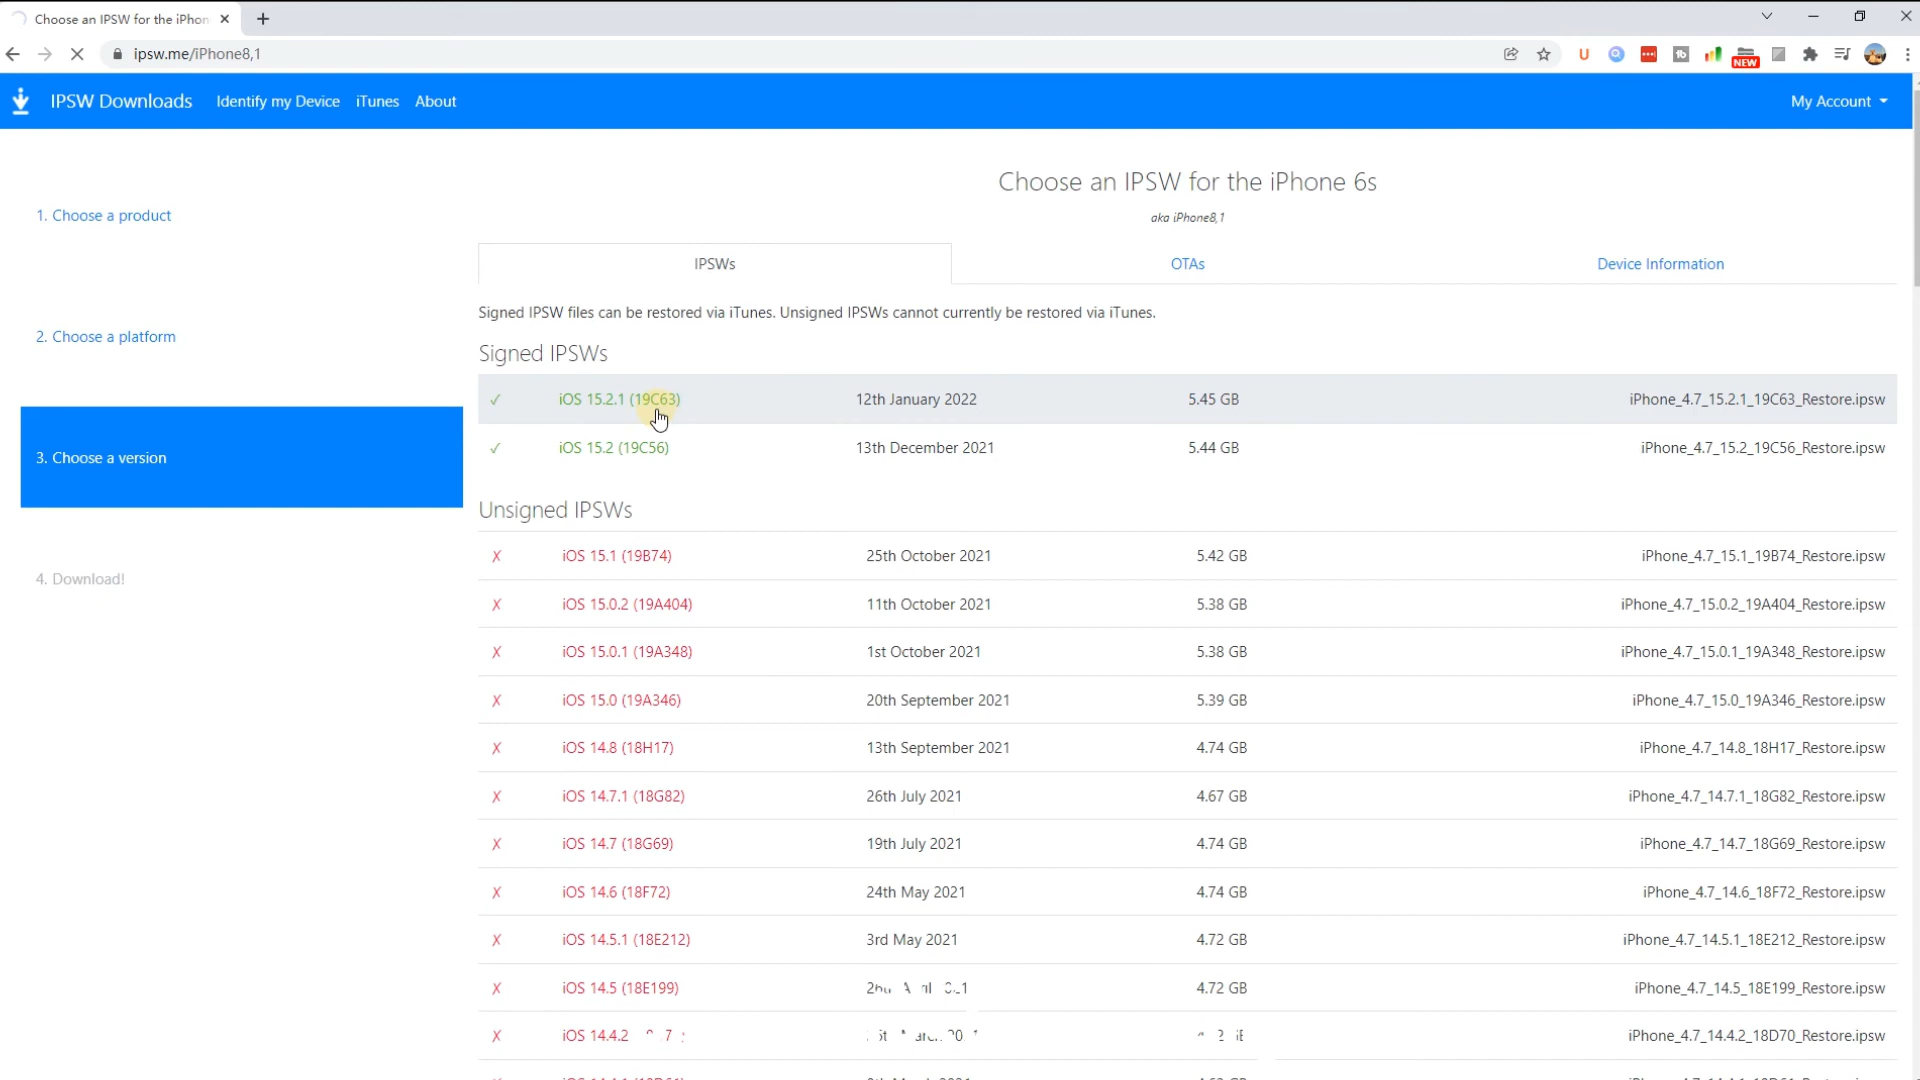 Choose an IPSW for the iPhon
ipsw.me/iPhone8,1
NEW
IPSW Downloads Identify my Device iTunes About My Account
Choose an IPSW for the iPhone 6s
aka iPhone8,1
1. Choose a product
2. Choose a platform
3. Choose a version
4. Download!
IPSWs OTAs Device Information
Signed IPSW files can be restored via iTunes. Unsigned IPSWs cannot currently be restored via iTunes.
Signed IPSWs
✓ iOS 15.2.1 (19C63) 12th January 2022 5.45 GB iPhone_4.7_15.2.1_19C63_Restore.ipsw
✓ iOS 15.2 (19C56) 13th December 2021 5.44 GB iPhone_4.7_15.2_19C56_Restore.ipsw
Unsigned IPSWs
✗ iOS 15.1 (19B74) 25th October 2021 5.42 GB iPhone_4.7_15.1_19B74_Restore.ipsw
✗ iOS 15.0.2 (19A404) 11th October 2021 5.38 GB iPhone_4.7_15.0.2_19A404_Restore.ipsw
✗ iOS 15.0.1 (19A348) 1st October 2021 5.38 GB iPhone_4.7_15.0.1_19A348_Restore.ipsw
✗ iOS 15.0 (19A346) 20th September 2021 5.39 GB iPhone_4.7_15.0_19A346_Restore.ipsw
✗ iOS 14.8 (18H17) 13th September 2021 4.74 GB iPhone_4.7_14.8_18H17_Restore.ipsw
✗ iOS 14.7.1 (18G82) 26th July 2021 4.67 GB iPhone_4.7_14.7.1_18G82_Restore.ipsw
✗ iOS 14.7 (18G69) 19th July 2021 4.74 GB iPhone_4.7_14.7_18G69_Restore.ipsw
✗ iOS 14.6 (18F72) 24th May 2021 4.74 GB iPhone_4.7_14.6_18F72_Restore.ipsw
✗ iOS 14.5.1 (18E212) 3rd May 2021 4.72 GB iPhone_4.7_14.5.1_18E212_Restore.ipsw
✗ iOS 14.5 (18E199) 4.72 GB iPhone_4.7_14.5_18E199_Restore.ipsw
✗ iOS 14.4.2 iPhone_4.7_14.4.2_18D70_Restore.ipsw